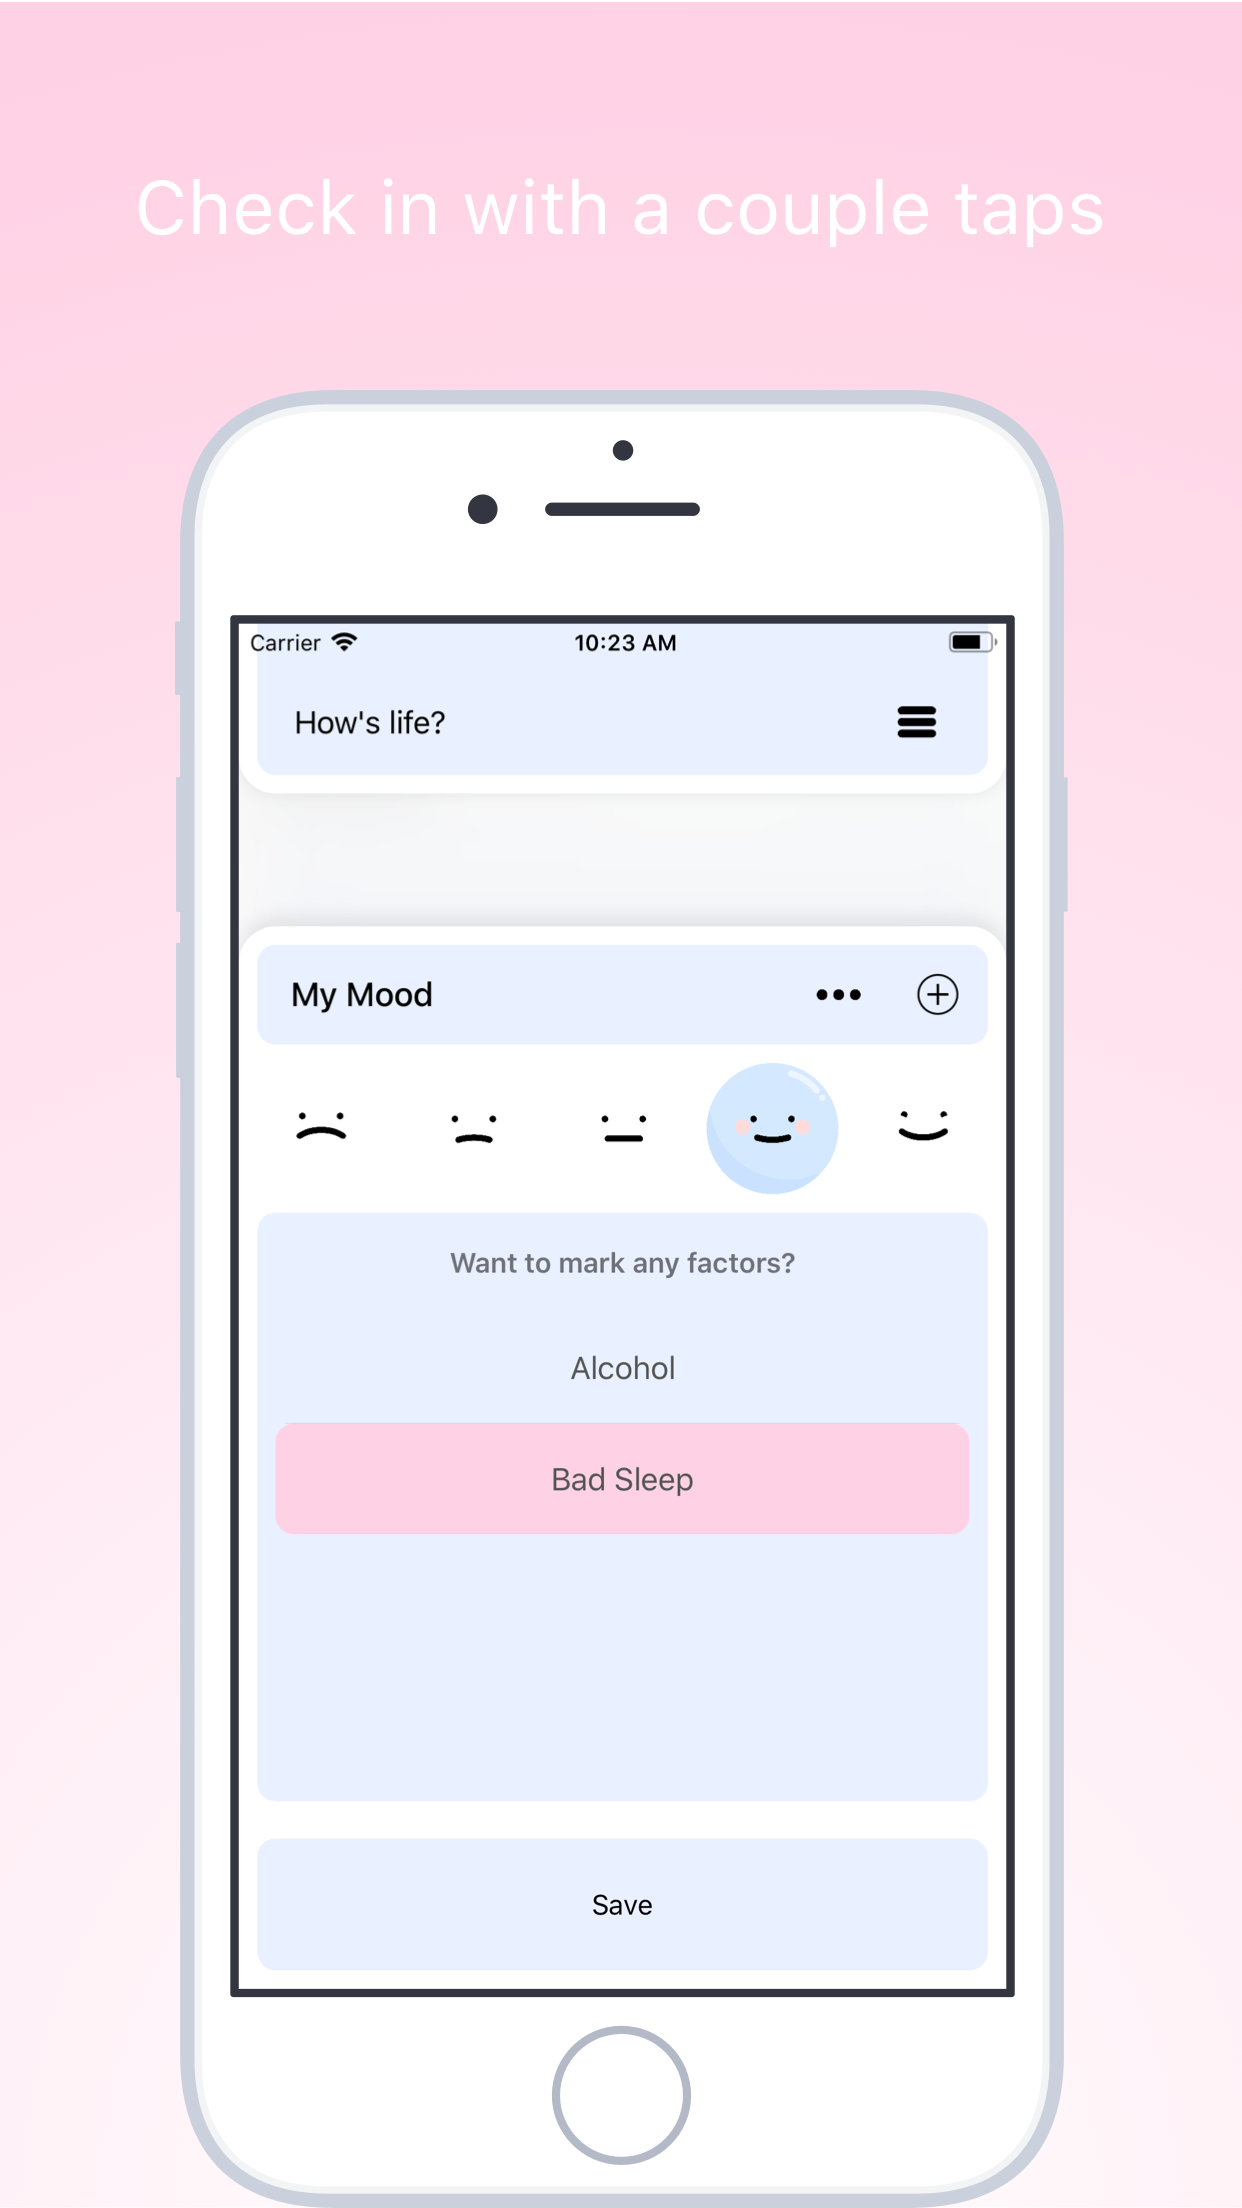 Check in with a couple taps
Carrier 10:23 AM
How's life?
My Mood
Want to mark any factors?
Alcohol
Bad Sleep
Save